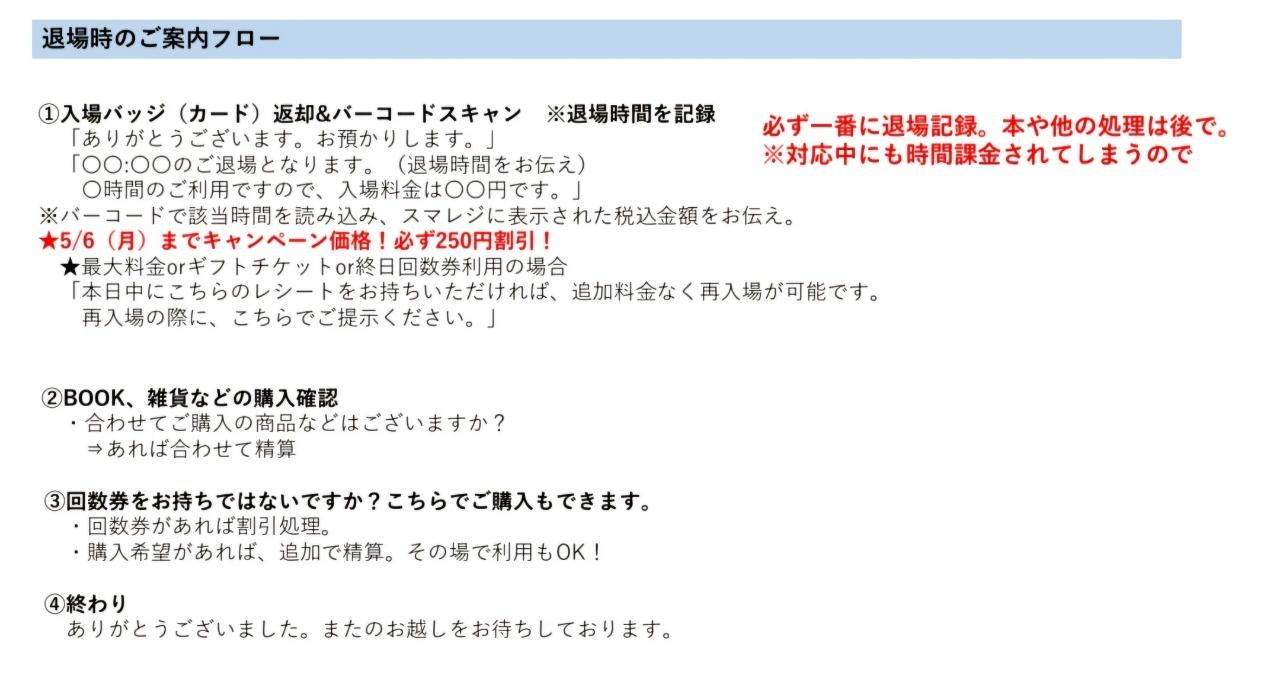 退場時のご案内フロー
①入場バッジ（カード）返却&バーコードスキャン　※退場時間を記録
必ず一番に退場記録。本や他の処理は後で。
※対応中にも時間課金されてしまうので
「ありがとうございます。お預かりします。」
「〇〇:〇〇のご退場となります。（退場時間をお伝え）
〇時間のご利用ですので、入場料金は〇〇円です。」
※バーコードで該当時間を読み込み、スマレジに表示された税込金額をお伝え。
★5/6（月）までキャンペーン価格！必ず250円割引！
★最大料金orギフトチケットor終日回数券利用の場合
「本日中にこちらのレシートをお持ちいただければ、追加料金なく再入場が可能です。
再入場の際に、こちらでご提示ください。」
②BOOK、雑貨などの購入確認
・合わせてご購入の商品などはございますか？
⇒あれば合わせて精算
③回数券をお持ちではないですか？こちらでご購入もできます。
・回数券があれば割引処理。
・購入希望があれば、追加で精算。その場で利用もOK！
④終わり
ありがとうございました。またのお越しをお待ちしております。